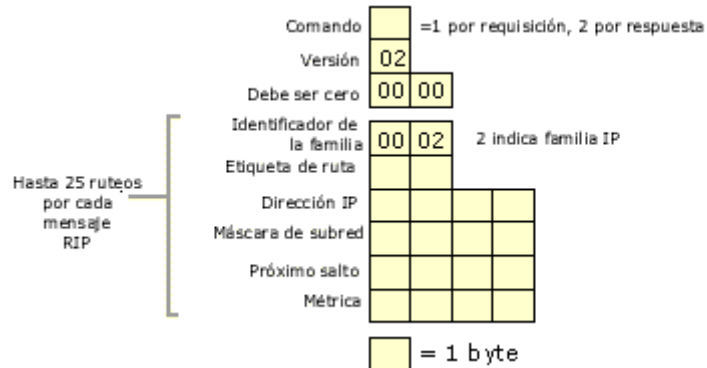 Comando =1 por requisición, 2 por respuesta
Versión 02
Debe ser cero 00 00
Identificador de
la familia 00 02 2 indica familia IP
Etiqueta de ruta
Hasta 25 ruteos
por cada
mensaje
RIP
Dirección IP
Máscara de subred
Próximo salto
Métrica
= 1 byte